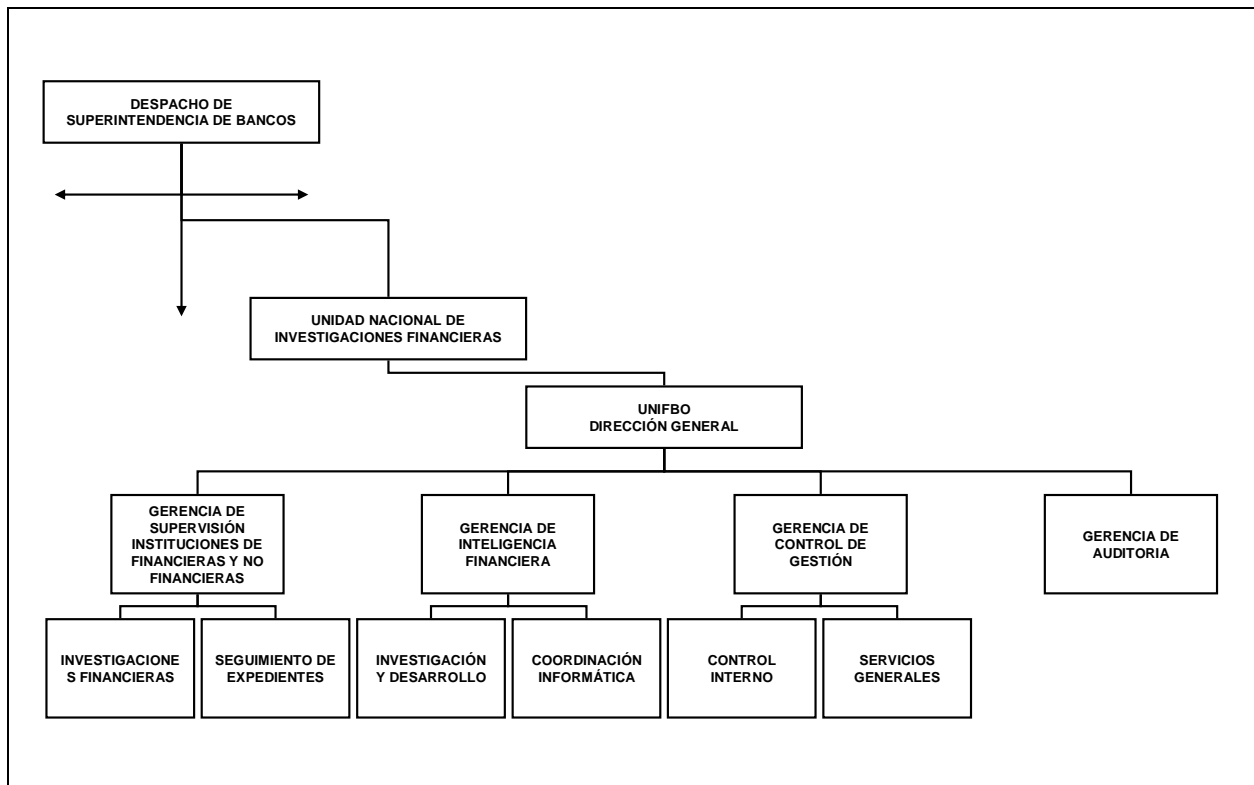 DESPACHO DE
SUPERINTENDENCIA DE BANCOS
UNIDAD NACIONAL DE
INVESTIGACIONES FINANCIERAS
UNIFBO
DIRECCIÓN GENERAL
GERENCIA DE
SUPERVISIÓN
INSTITUCIONES DE
FINANCIERAS Y NO
FINANCIERAS
GERENCIA DE
INTELIGENCIA
FINANCIERA
GERENCIA DE
CONTROL DE
GESTIÓN
GERENCIA DE
AUDITORIA
INVESTIGACIONE
S FINANCIERAS
SEGUIMIENTO DE
EXPEDIENTES
INVESTIGACIÓN
Y DESARROLLO
COORDINACIÓN
INFORMÁTICA
CONTROL
INTERNO
SERVICIOS
GENERALES